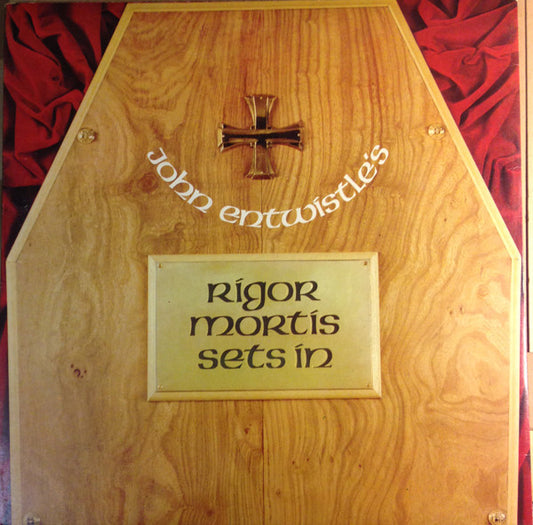 John Entwistle's
Rigor
Mortis
Sets in